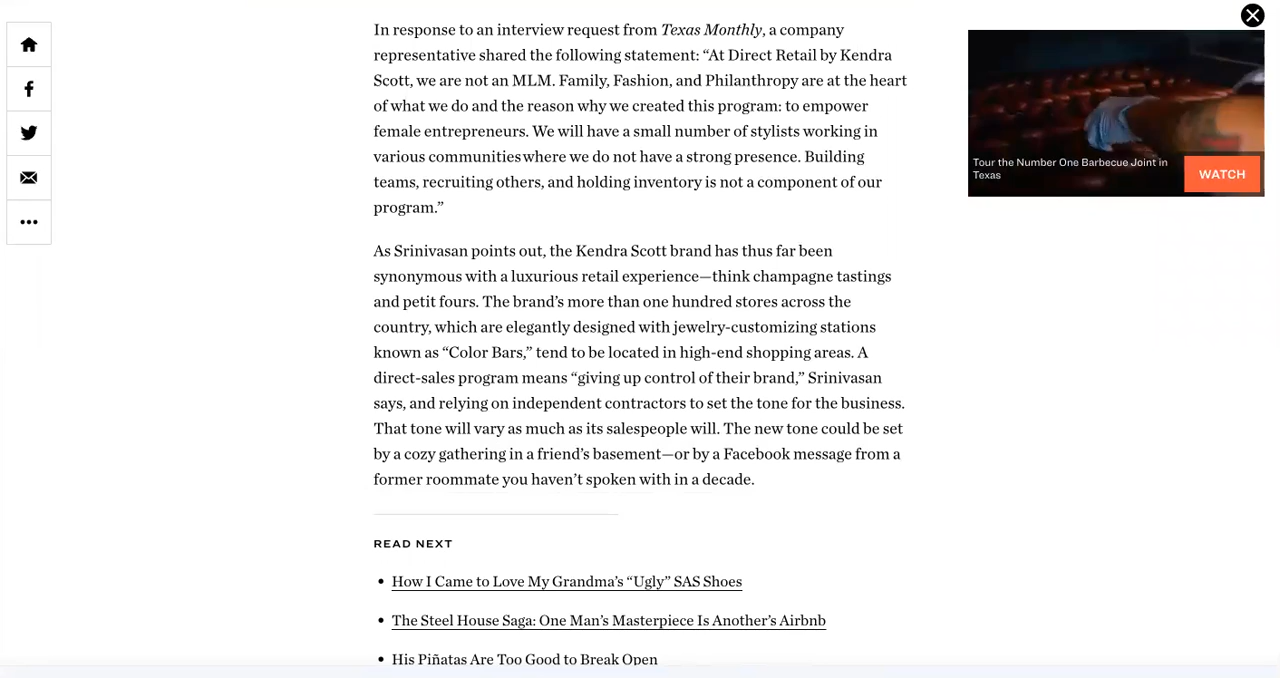 In response to an interview request from Texas Monthly, a company
representative shared the following statement: “At Direct Retail by Kendra
Scott, we are not an MLM. Family, Fashion, and Philanthropy are at the heart
of what we do and the reason why we created this program: to empower
female entrepreneurs. We will have a small number of stylists working in
various communities where we do not have a strong presence. Building
teams, recruiting others, and holding inventory is not a component of our
program.”
As Srinivasan points out, the Kendra Scott brand has thus far been
synonymous with a luxurious retail experience—think champagne tastings
and petit fours. The brand’s more than one hundred stores across the
country, which are elegantly designed with jewelry-customizing stations
known as “Color Bars,” tend to be located in high-end shopping areas. A
direct-sales program means “giving up control of their brand,” Srinivasan
says, and relying on independent contractors to set the tone for the business.
That tone will vary as much as its salespeople will. The new tone could be set
by a cozy gathering in a friend’s basement—or by a Facebook message from a
former roommate you haven’t spoken with in a decade.
READ NEXT
• How I Came to Love My Grandma’s “Ugly” SAS Shoes
• The Steel House Saga: One Man’s Masterpiece Is Another’s Airbnb
• His Piñatas Are Too Good to Break Open
Tour the Number One Barbecue Joint in
Texas
WATCH